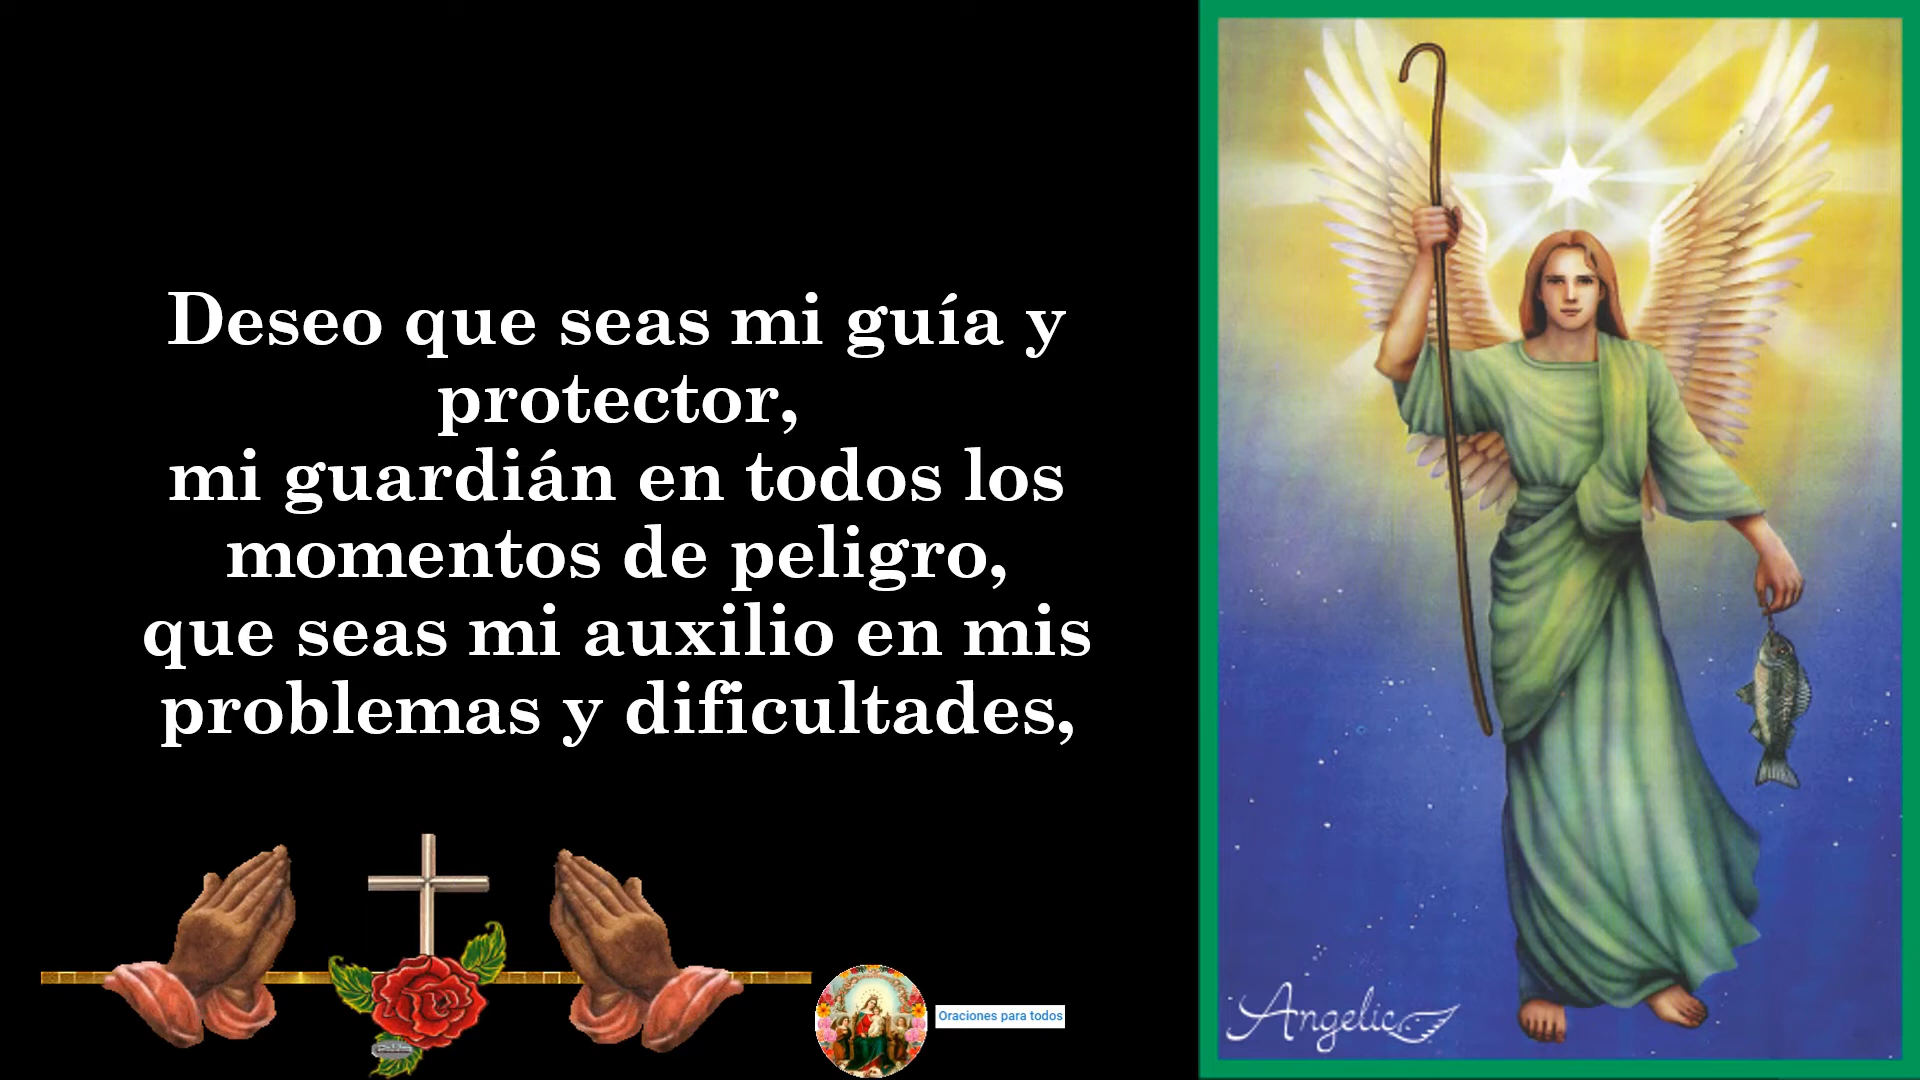 Deseo que seas mi guía y
protector,
mi guardián en todos los
momentos de peligro,
que seas mi auxilio en mis
problemas y dificultades,
Oraciones para todos
Angelic